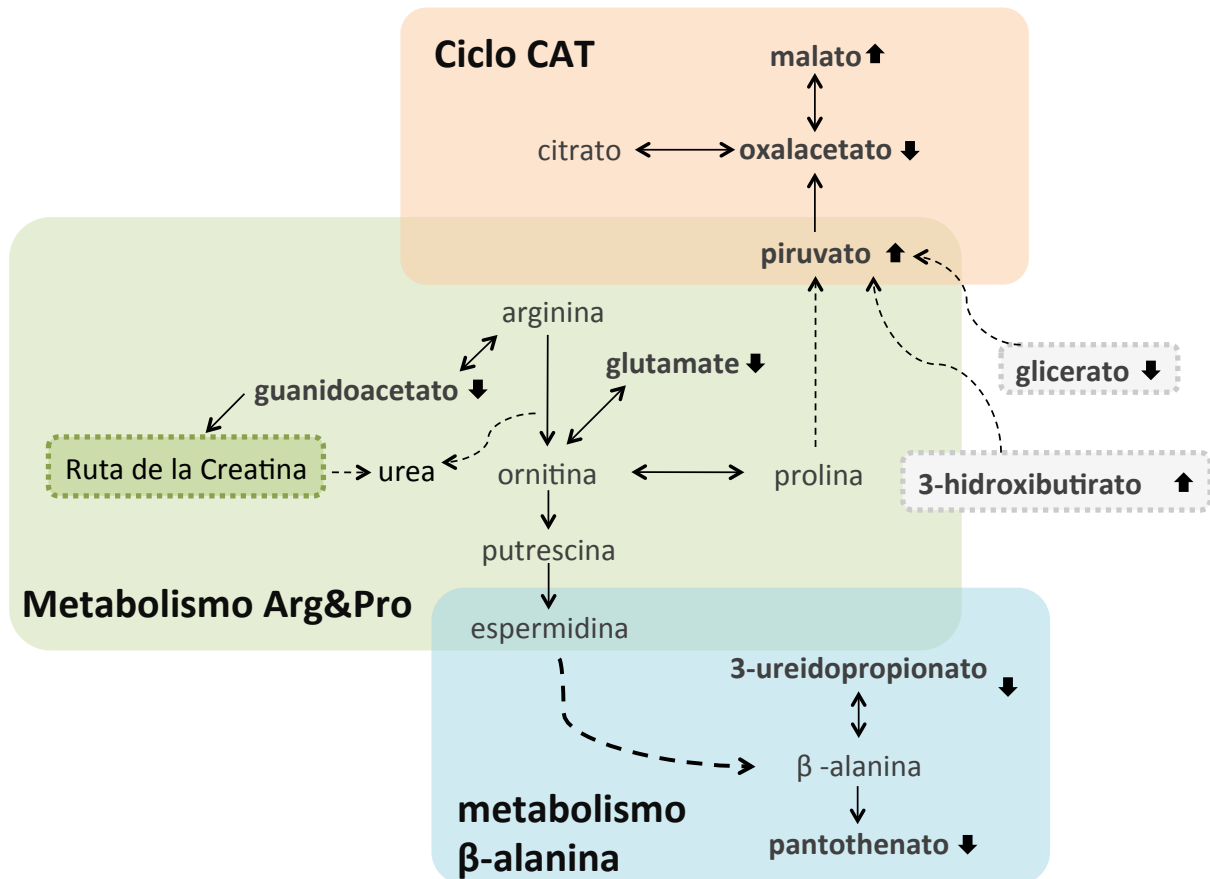 Ciclo CAT
malato
citrato
oxalacetato
piruvato
arginina
glutamate
guanidoacetato
glicerato
Ruta de la Creatina
urea
ornitina
prolina
3-hidroxibutirato
putrescina
Metabolismo Arg&Pro
espermidina
3-ureidopropionato
β -alanina
metabolismo
β-alanina
pantothenato